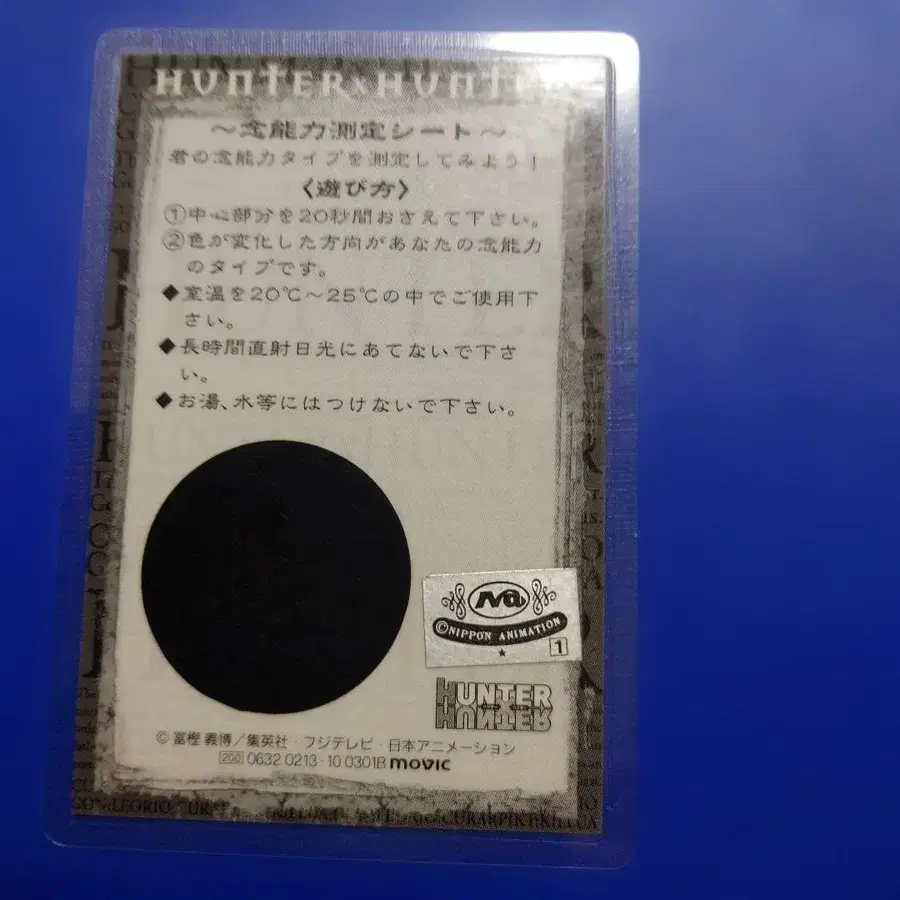 HUNTER×HUNTE
～念能力測定シート～
君の念能力タイプを測定してみよう！
〈遊び方〉
①中心部分を20秒間おさえて下さい。
②色が変化した方向があなたの念能力
のタイプです。
◆室温を20℃～25℃の中でご使用下
さい。
◆長時間直射日光にあてないで下さ
い。
◆お湯、水等にはつけないで下さい。
NA
©NIPPON ANIMATION
1
HUNTER
HUNTER
©冨樫 義博／集英社・フジテレビ・日本アニメーション
200 0632 0213-10 0301B movic